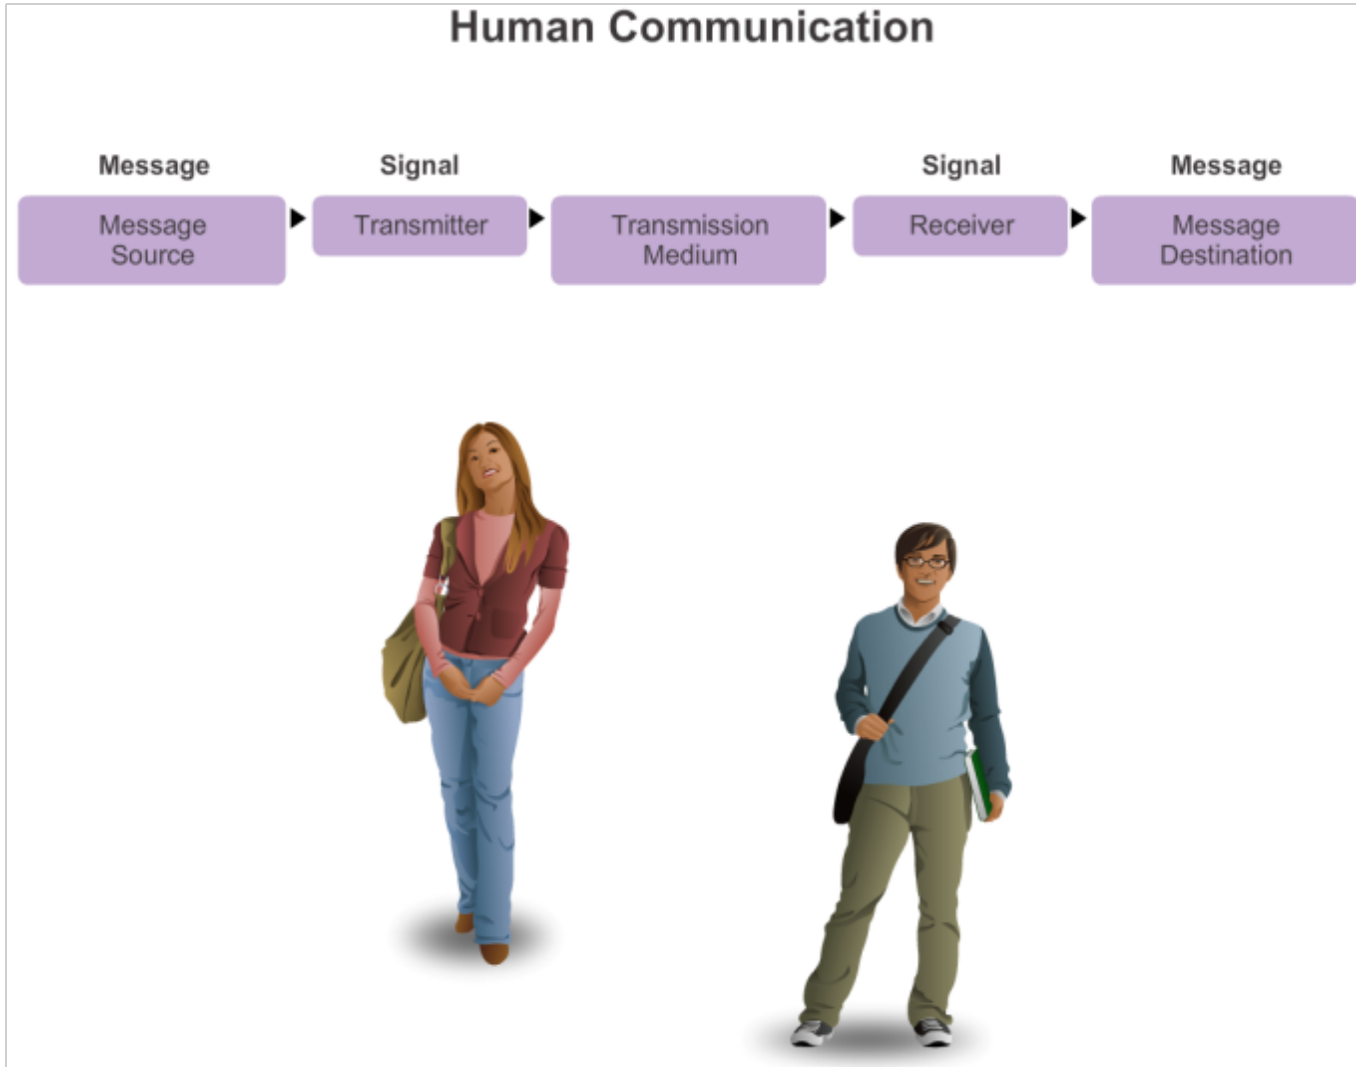 Human Communication
Message
Signal
Signal
Message
Message
Source
Transmitter
Transmission
Medium
Receiver
Message
Destination